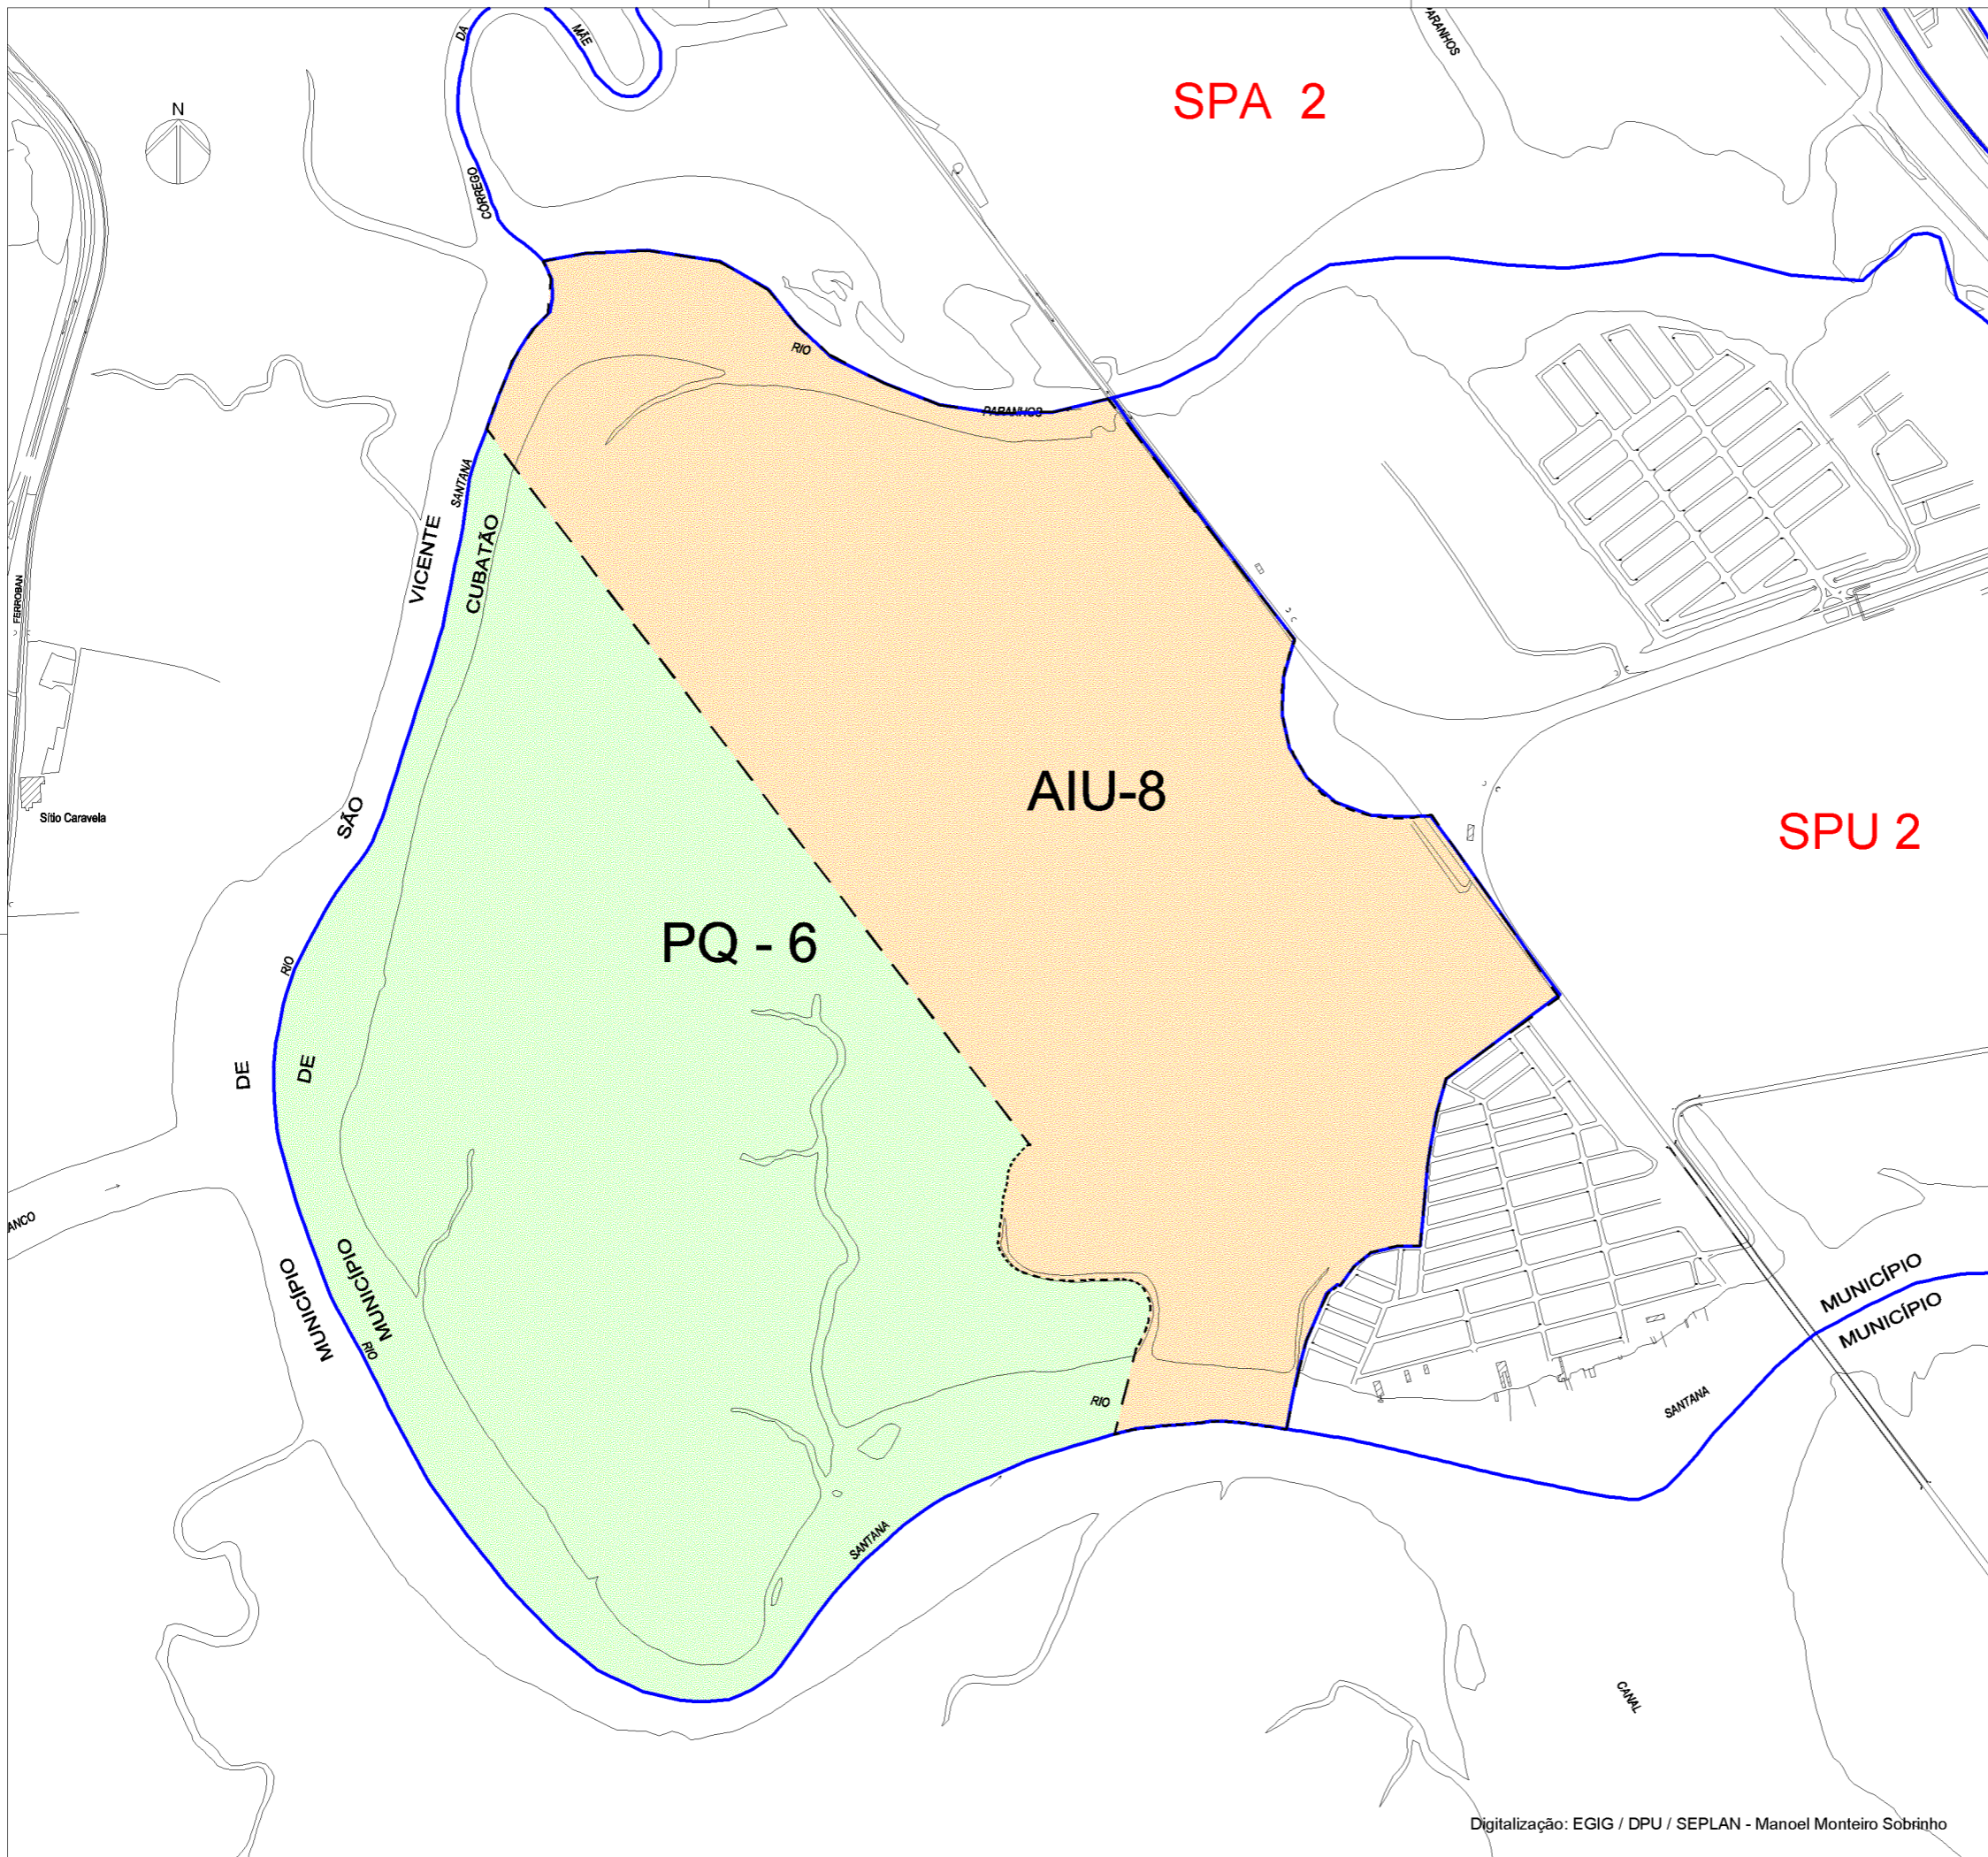 DA
MÃE
PARANHOS
SPA 2
N
CÓRREGO
RIO
PARANHOS
SANTANA
VICENTE
CUBATÃO
FERROBAN
AIU-8
SÃO
Sítio Caravela
SPU 2
PQ - 6
RIO
DE
DE
ANCO
MUNICÍPIO
MUNICÍPIO
RIO
MUNICÍPIO
MUNICÍPIO
RIO
SANTANA
SANTANA
CANAL
Digitalização: EGIG / DPU / SEPLAN - Manoel Monteiro Sobrinho